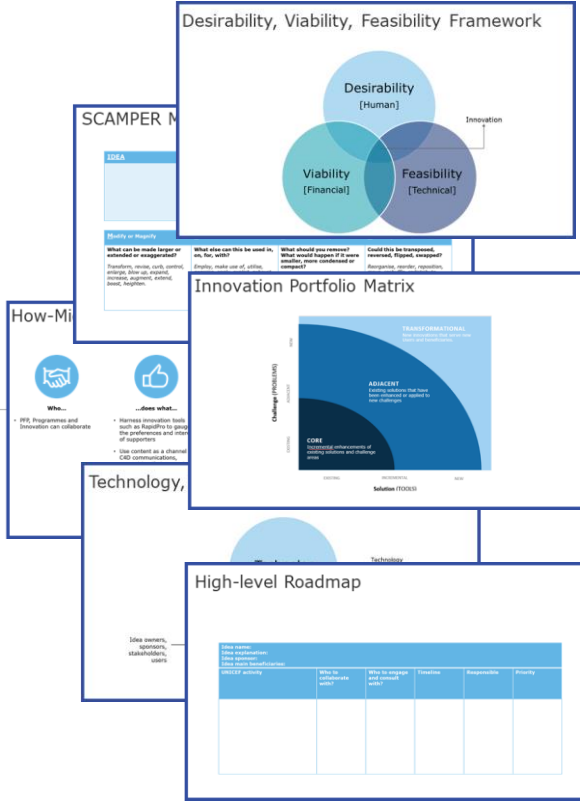 Desirability, Viability, Feasibility Framework
Desirability
[Human]
Innovation
Viability
[Financial]
Feasibility
[Technical]
SCAMPER M
IDEA
Modify or Magnify
What can be made larger or
extended or exaggerated?
Transform, revise, curb, control,
enlarge, blow up, expand,
increase, augment, extend,
boost, heighten.
What else can this be used in,
on, for, with?
Employ, make use of, utilise,
What should you remove?
What would happen if it were
smaller, more condensed or
compact?
Could this be transposed,
reversed, flipped, swapped?
Reorganise, reorder, reposition,
Innovation Portfolio Matrix
Challenge (PROBLEMS)
NEW
ADJACENT
EXISTING
TRANSFORMATIONAL
New innovations that serve new
users and beneficiaries.
ADJACENT
Existing solutions that have
been enhanced or applied to
new challenges
CORE
Incremental enhancements of
existing solutions and challenge
areas
EXISTING
INCREMENTAL
NEW
Solution (TOOLS)
How-Mi
Who...
• PFP, Programmes and
Innovation can collaborate
...does what...
• Harness innovation tools
such as RapidPro to gaug
the preferences and inter
of supporters
• Use content as a channel
C4D communications,
Technology,
Technology
Idea owners,
sponsors,
stakeholders,
users
High-level Roadmap
Idea name:
Idea explanation:
Idea sponsor:
Idea main beneficiaries:
UNICEF activity
Who to
collaborate
with?
Who to engage
and consult
with?
Timeline
Responsible
Priority